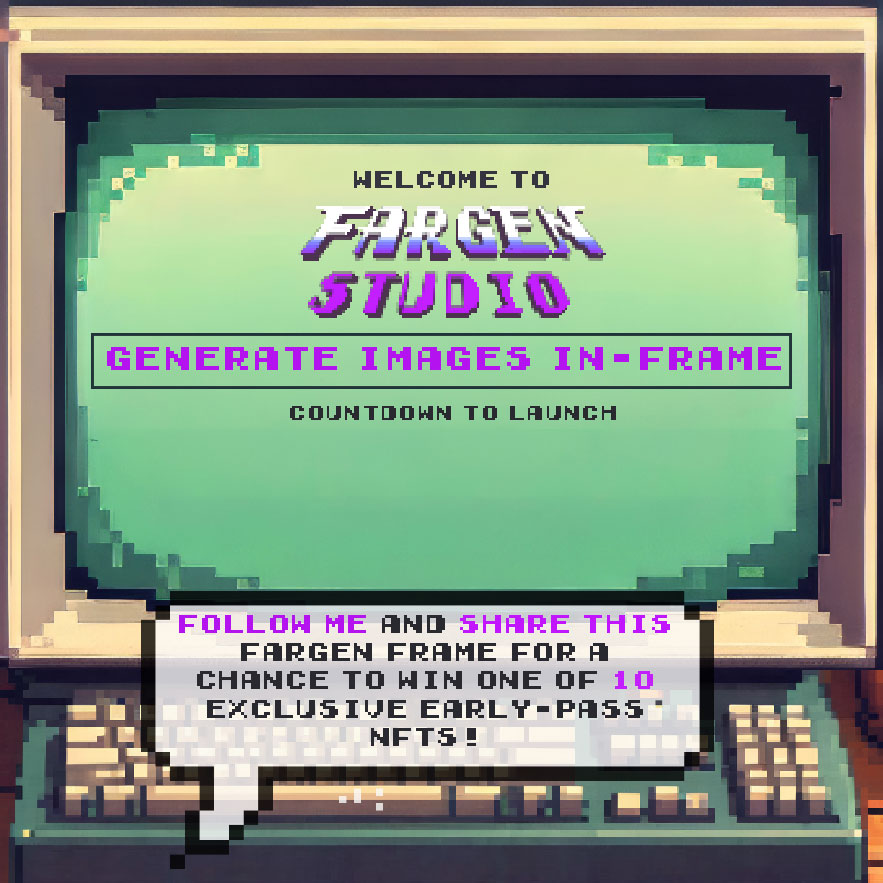 WELCOME TO
FARGEN
STUDIO
GENERATE IMAGES IN-FRAME
COUNTDOWN TO LAUNCH
FOLLOW ME AND SHARE THIS
FARGEN FRAME FOR A
CHANCE TO WIN ONE OF 10
EXCLUSIVE EARLY-PASS
NFTS!